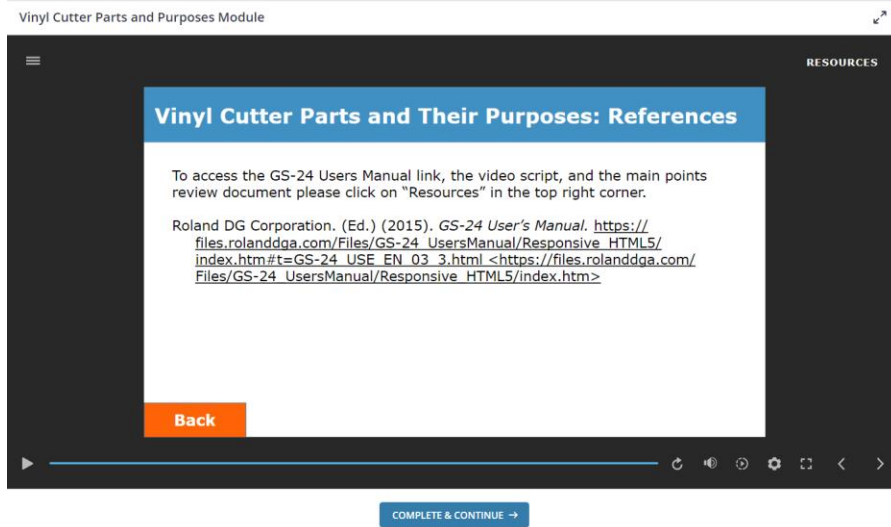 Vinyl Cutter Parts and Purposes Module
RESOURCES
Vinyl Cutter Parts and Their Purposes: References
To access the GS-24 Users Manual link, the video script, and the main points
review document please click on “Resources” in the top right corner.
Roland DG Corporation. (Ed.) (2015). GS-24 User’s Manual. https://
files.rolanddga.com/Files/GS-24_UsersManual/Responsive_HTML5/
index.htm#t=GS-24_USE_EN_03_3.html <https://files.rolanddga.com/
Files/GS-24_UsersManual/Responsive_HTML5/index.htm>
Back
COMPLETE & CONTINUE →